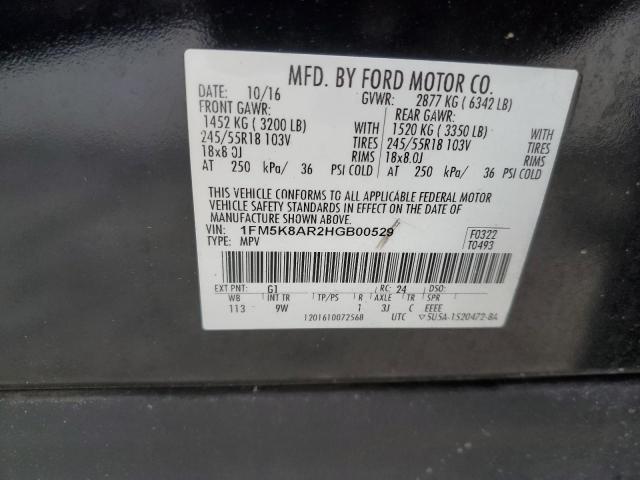 MFD. BY FORD MOTOR CO.
DATE: 10/16 GVWR: 2877 KG ( 6342 LB)
FRONT GAWR: REAR GAWR:
1452 KG ( 3200 LB) WITH 1520 KG ( 3350 LB) WITH
245/55R18 103V TIRES 245/55R18 103V TIRES
18x8.0J RIMS 18x8.0J RIMS
AT 250 kPa/ 36 PSI COLD AT 250 kPa/ 36 PSI COLD
THIS VEHICLE CONFORMS TO ALL APPLICABLE FEDERAL MOTOR
VEHICLE SAFETY STANDARDS IN EFFECT ON THE DATE OF
MANUFACTURE SHOWN ABOVE.
VIN: 1FM5K8AR2HGB00529 F0322
TYPE: MPV T0493
EXT PNT: G1 RC: 24 DSO:
WB INT TR TP/PS R AXLE TR SPR
113 9W 1 3J C EEEE
1201610072568 UTC ▽5U5A-1520472-BA